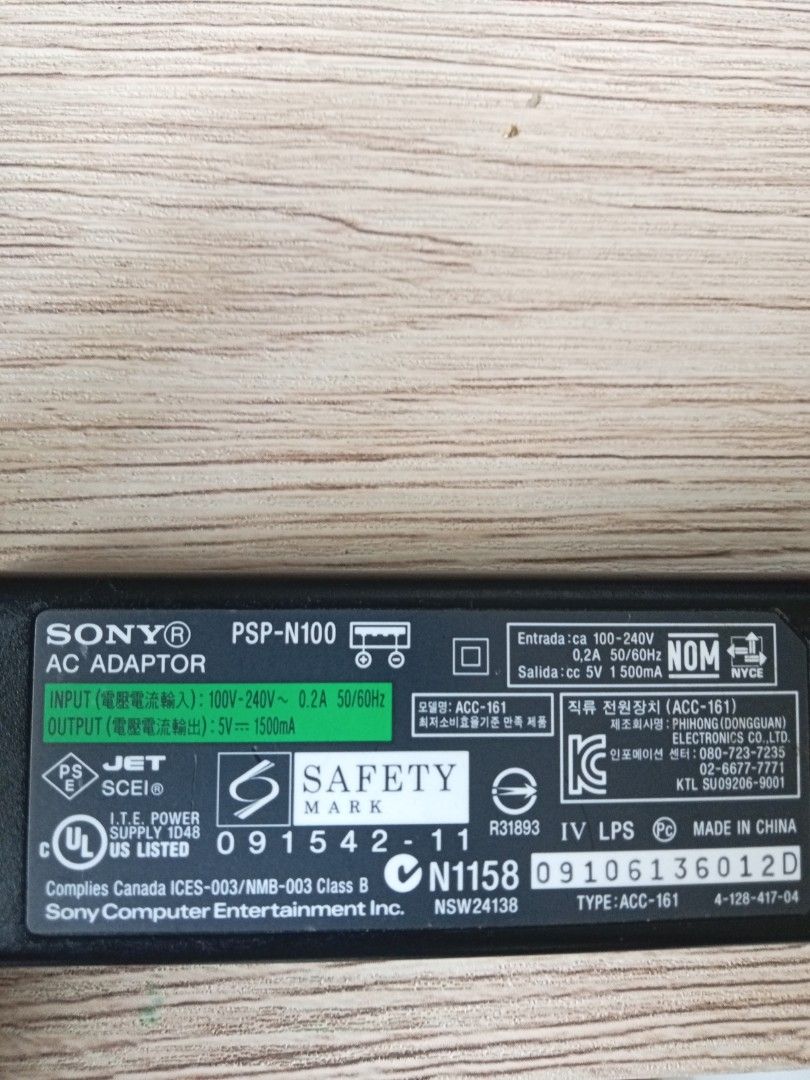 SONY® PSP-N100
AC ADAPTOR
INPUT (電壓電流輸入) : 100V-240V~ 0.2A 50/60Hz
OUTPUT (電壓電流輸出) : 5V⎓ 1500mA
Entrada:ca 100-240V
0,2A 50/60Hz
Salida:cc 5V 1500mA
NOM
NYCE
모델명: ACC-161
최저소비효율기준 만족 제품
직류 전원장치 (ACC-161)
제조회사명: PHIHONG(DONGGUAN)
ELECTRONICS CO.,LTD.
인포메이션 센터: 080-723-7235
02-6677-7771
KTL SU09206-9001
PS
E
JET
SCEI®
SAFETY
MARK
091542-11
C UL US LISTED
I.T.E. POWER
SUPPLY 1D48
R31893
IV LPS Pc MADE IN CHINA
N1158
NSW24138
09106136012D
TYPE:ACC-161 4-128-417-04
Complies Canada ICES-003/NMB-003 Class B
Sony Computer Entertainment Inc.